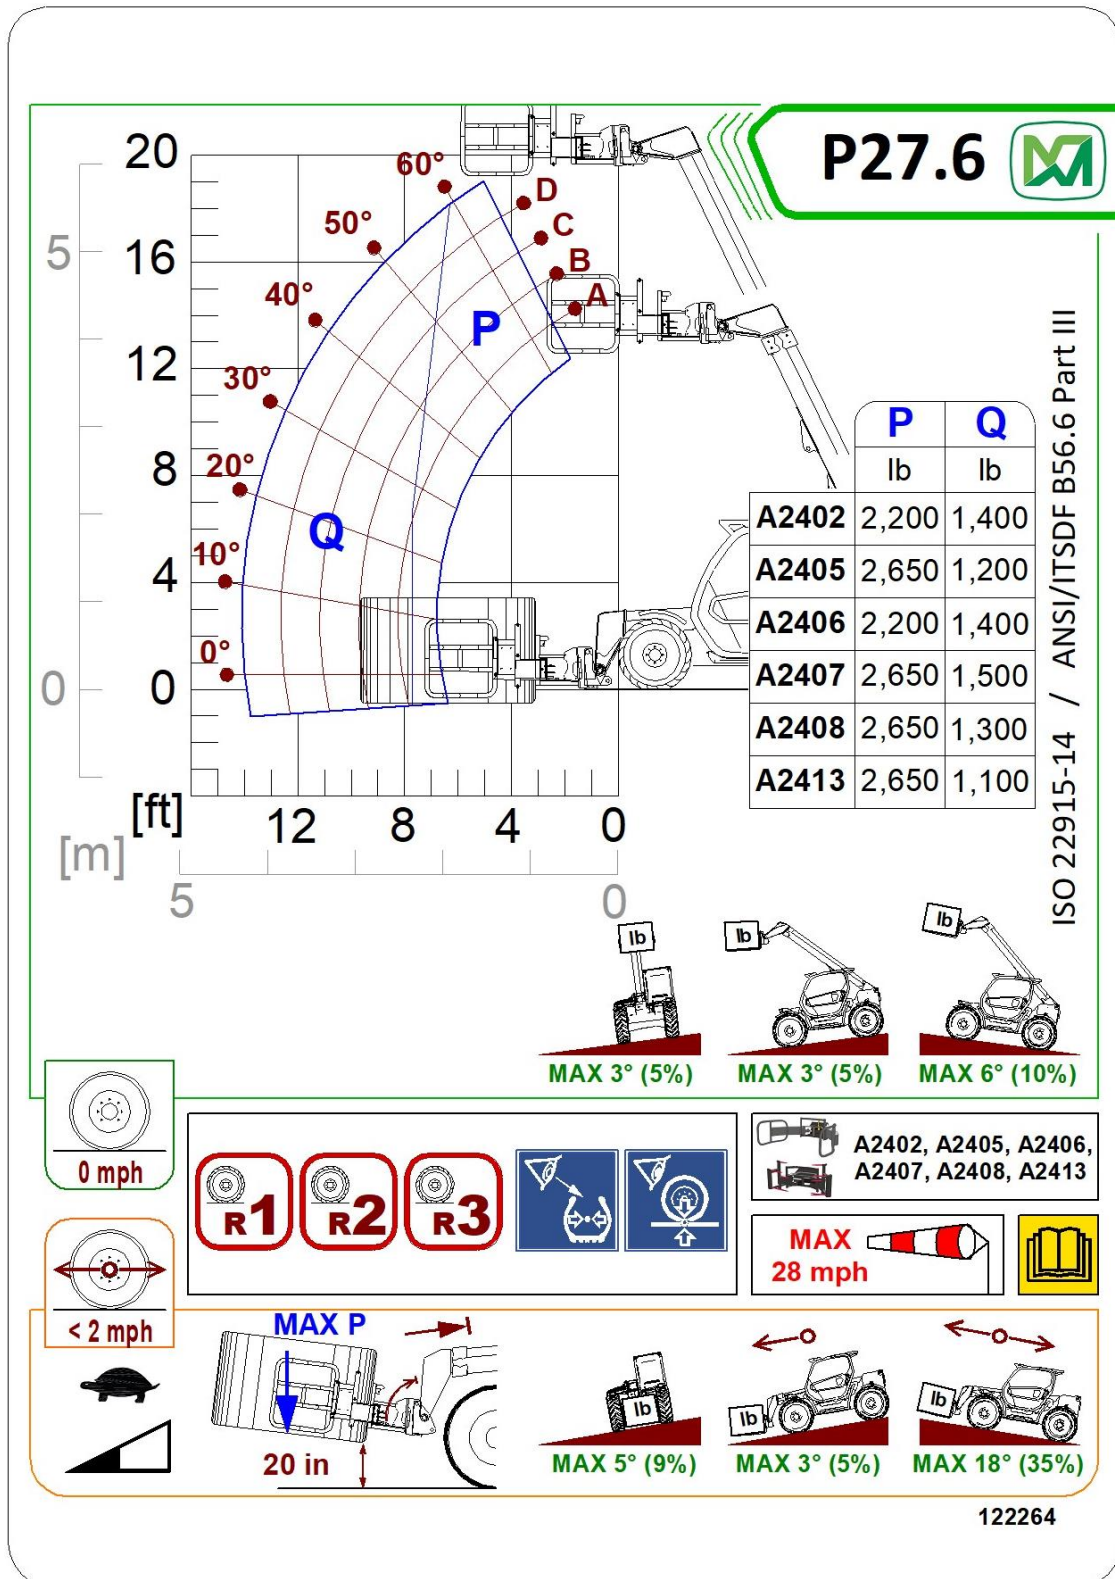 P27.6
20
16
12
8
4
0
5
0
60°
50°
40°
30°
20°
10°
0°
D
C
B
A
P
Q
[ft]
12
8
4
0
[m]
5
0
P Q
lb lb
A2402 2,200 1,400
A2405 2,650 1,200
A2406 2,200 1,400
A2407 2,650 1,500
A2408 2,650 1,300
A2413 2,650 1,100
ISO 22915-14 / ANSI/ITSDF B56.6 Part III
lb
lb
lb
MAX 3° (5%)
MAX 3° (5%)
MAX 6° (10%)
0 mph
R1
R2
R3
A2402, A2405, A2406,
A2407, A2408, A2413
MAX
28 mph
< 2 mph
MAX P
20 in
lb
lb
lb
MAX 5° (9%)
MAX 3° (5%)
MAX 18° (35%)
122264